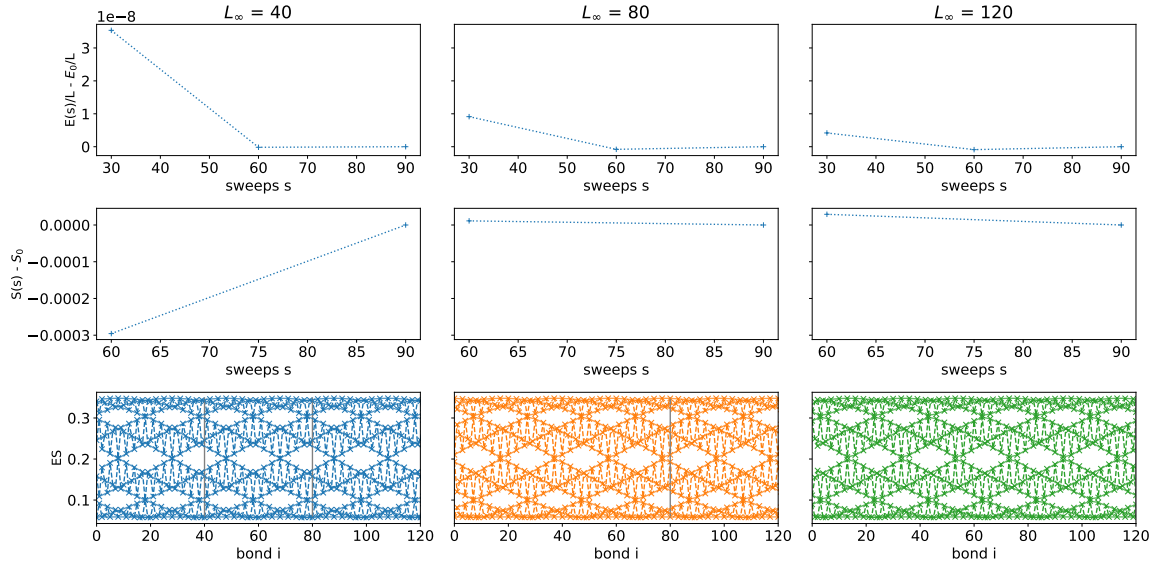 L∞ = 40 L∞ = 80 L∞ = 120
1e−8
E(s)/L - E₀/L
3
2
1
0
30 40 50 60 70 80 90
sweeps s
30 40 50 60 70 80 90
sweeps s
30 40 50 60 70 80 90
sweeps s
S(s) - S₀
0.0000
−0.0001
−0.0002
−0.0003
60 65 70 75 80 85 90
sweeps s
60 65 70 75 80 85 90
sweeps s
60 65 70 75 80 85 90
sweeps s
ES
0.3
0.2
0.1
0 20 40 60 80 100 120
bond i
0 20 40 60 80 100 120
bond i
0 20 40 60 80 100 120
bond i